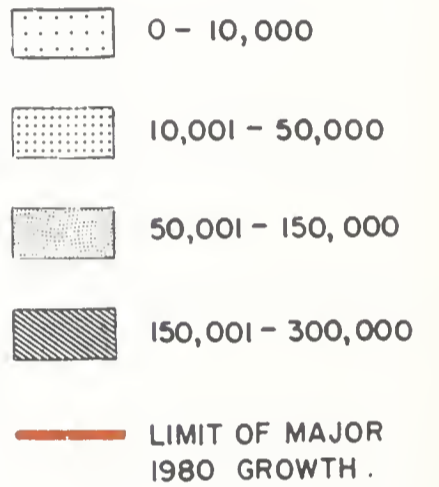 0 - 10,000
10,001 - 50,000
50,001 - 150, 000
150,001 - 300,000
LIMIT OF MAJOR
1980 GROWTH .